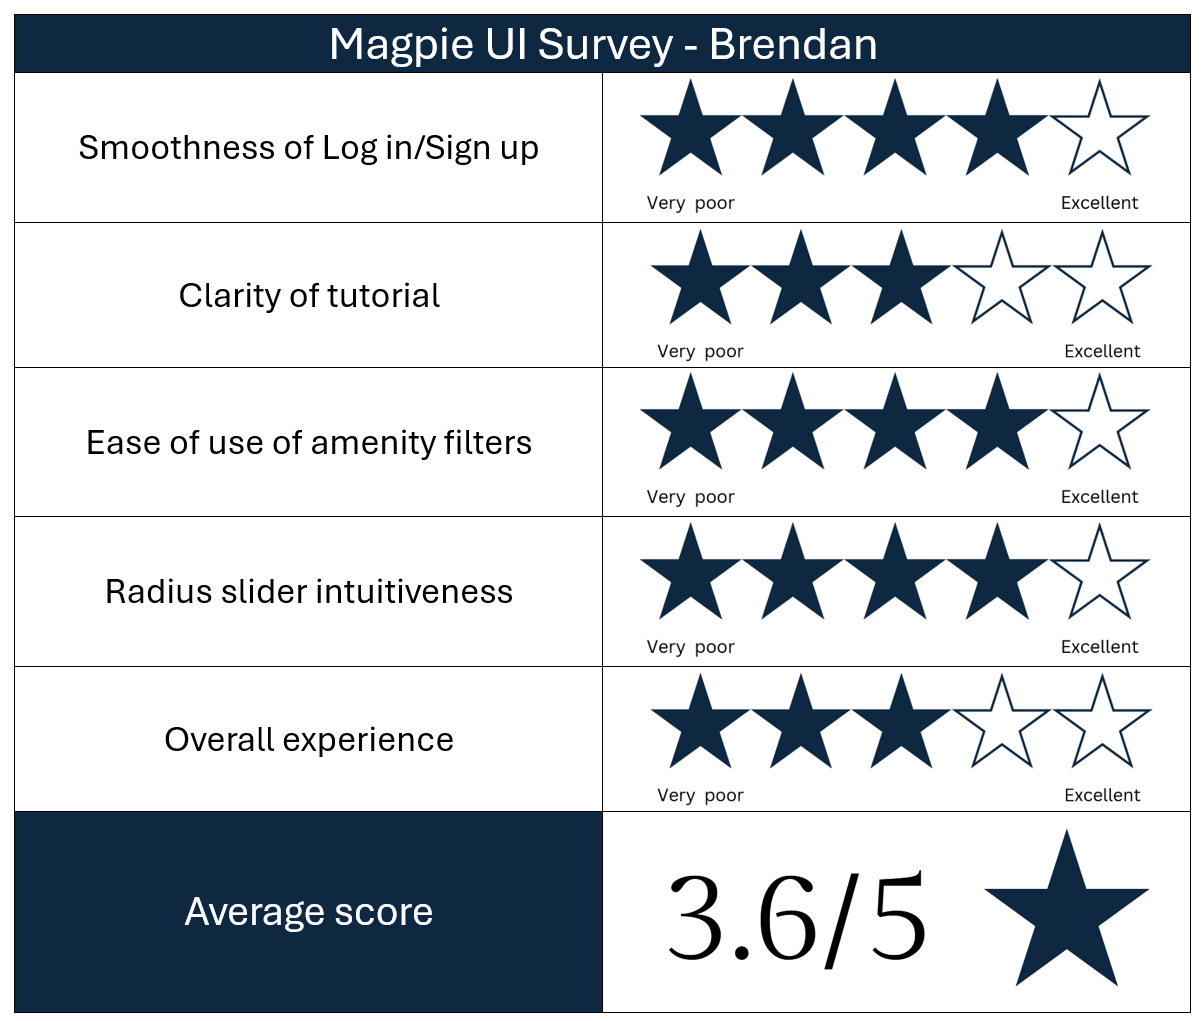 Magpie UI Survey - Brendan
Smoothness of Log in/Sign up
Very poor Excellent
Clarity of tutorial
Very poor Excellent
Ease of use of amenity filters
Very poor Excellent
Radius slider intuitiveness
Very poor Excellent
Overall experience
Very poor Excellent
Average score
3.6/5